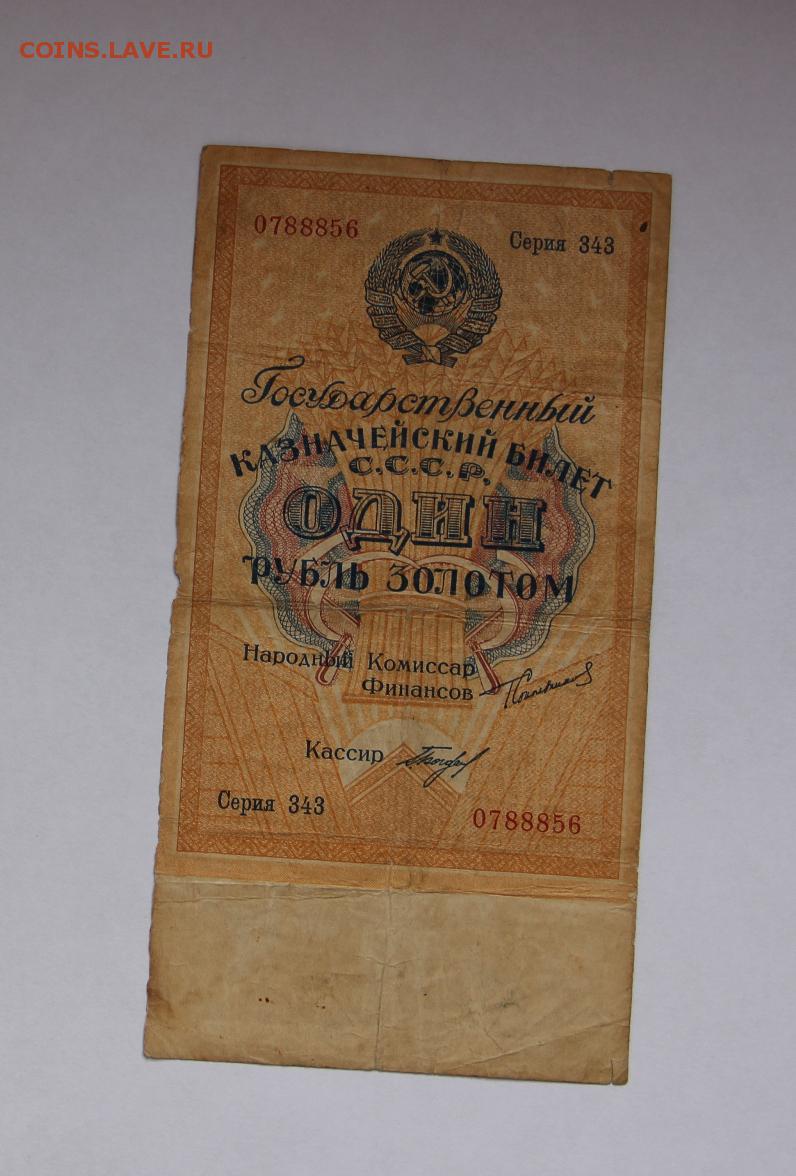 COINS.LAVE.RU
0788856
Серия 343
Государственный
КАЗНАЧЕЙСКИЙ БИЛЕТ
С.С.С.Р.
ОДИН
РУБЛЬ ЗОЛОТОМ
Народный Комиссар
Финансов
Кассир
Серия 343
0788856